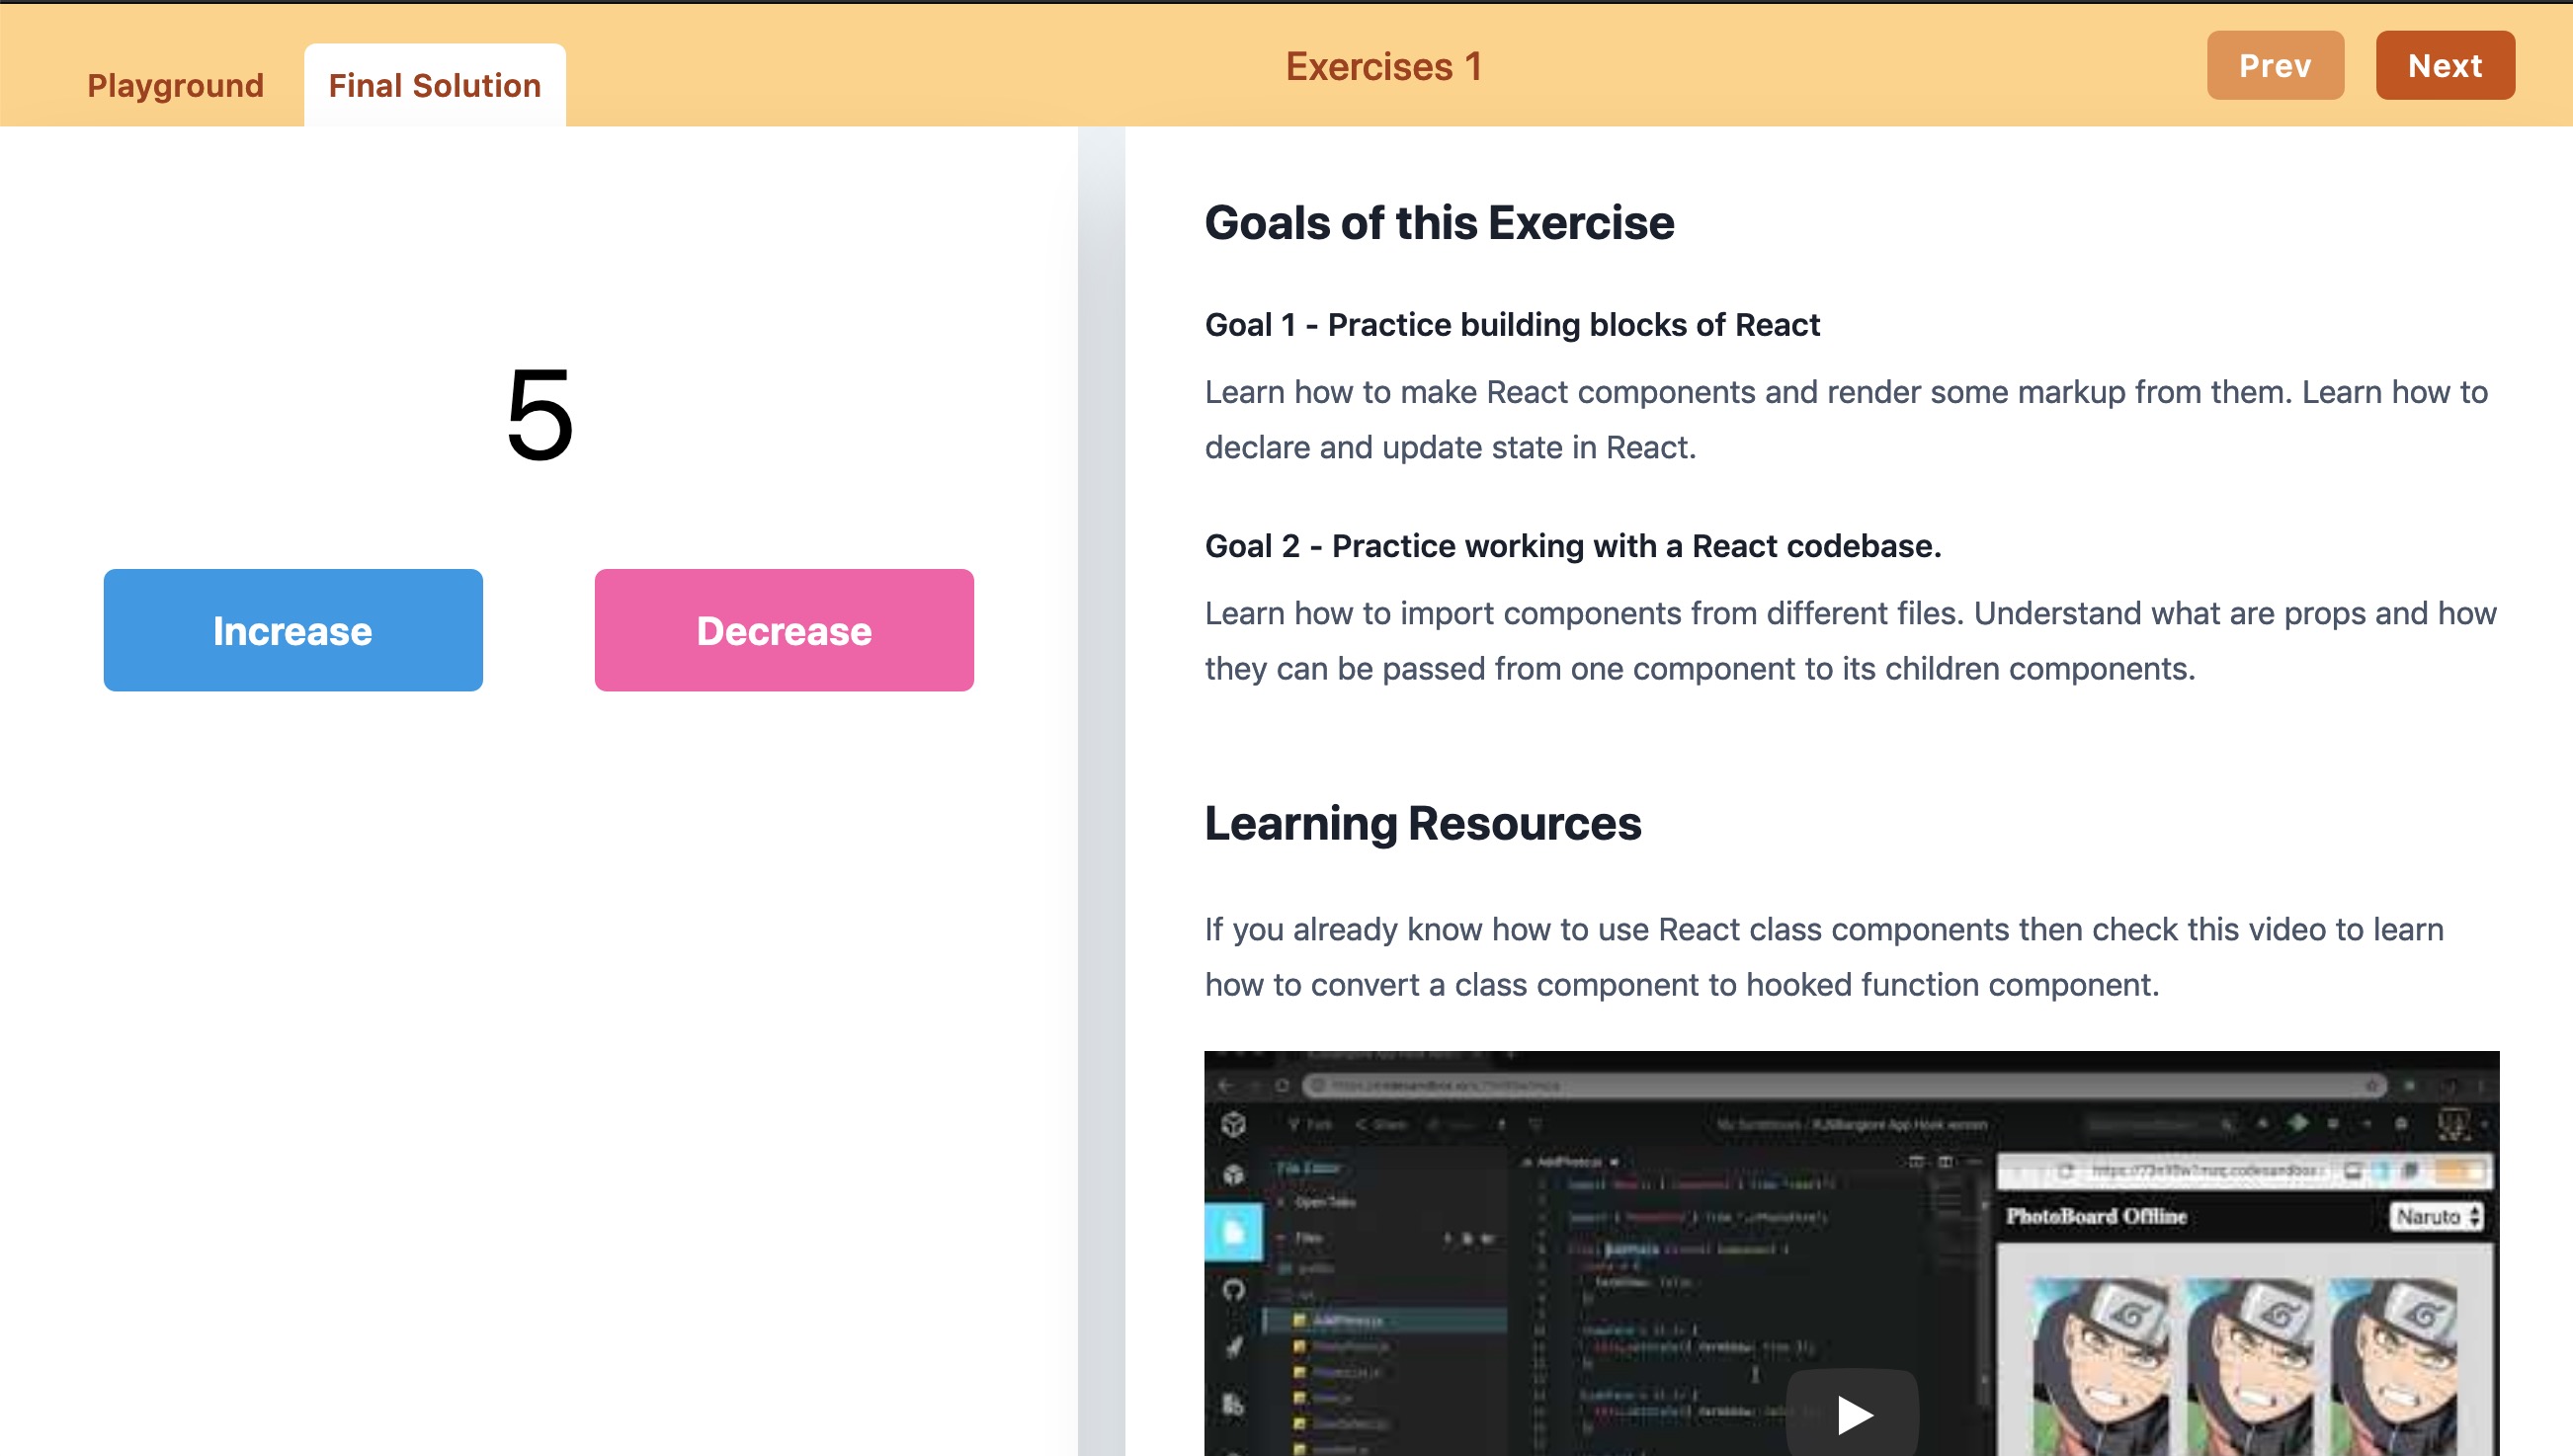 Playground
Final Solution
Exercises 1
Prev
Next
5
Increase
Decrease
Goals of this Exercise
Goal 1 - Practice building blocks of React
Learn how to make React components and render some markup from them. Learn how to
declare and update state in React.
Goal 2 - Practice working with a React codebase.
Learn how to import components from different files. Understand what are props and how
they can be passed from one component to its children components.
Learning Resources
If you already know how to use React class components then check this video to learn
how to convert a class component to hooked function component.
File Editor
Open Tabs
Files
PhotoBoard Offline
Naruto